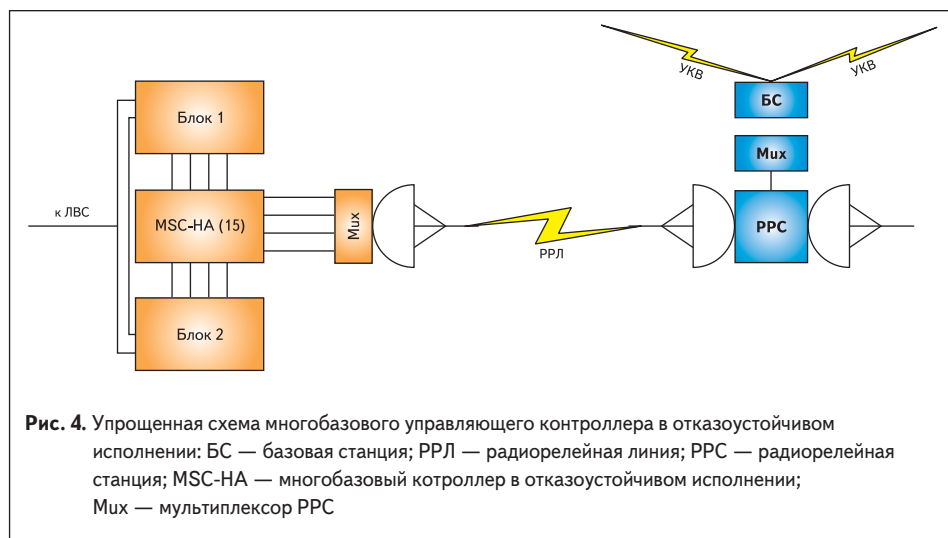 УКВ
УКВ
БС
Блок 1
Mux
к ЛВС
MSC-HA (15)
Mux
РРС
РРЛ
Блок 2
Рис. 4. Упрощенная схема многобазового управляющего контроллера в отказоустойчивом
исполнении: БС — базовая станция; РРЛ — радиорелейная линия; РРС — радиорелейная
станция; MSC-HA — многобазовый котроллер в отказоустойчивом исполнении;
Mux — мультиплексор РРС